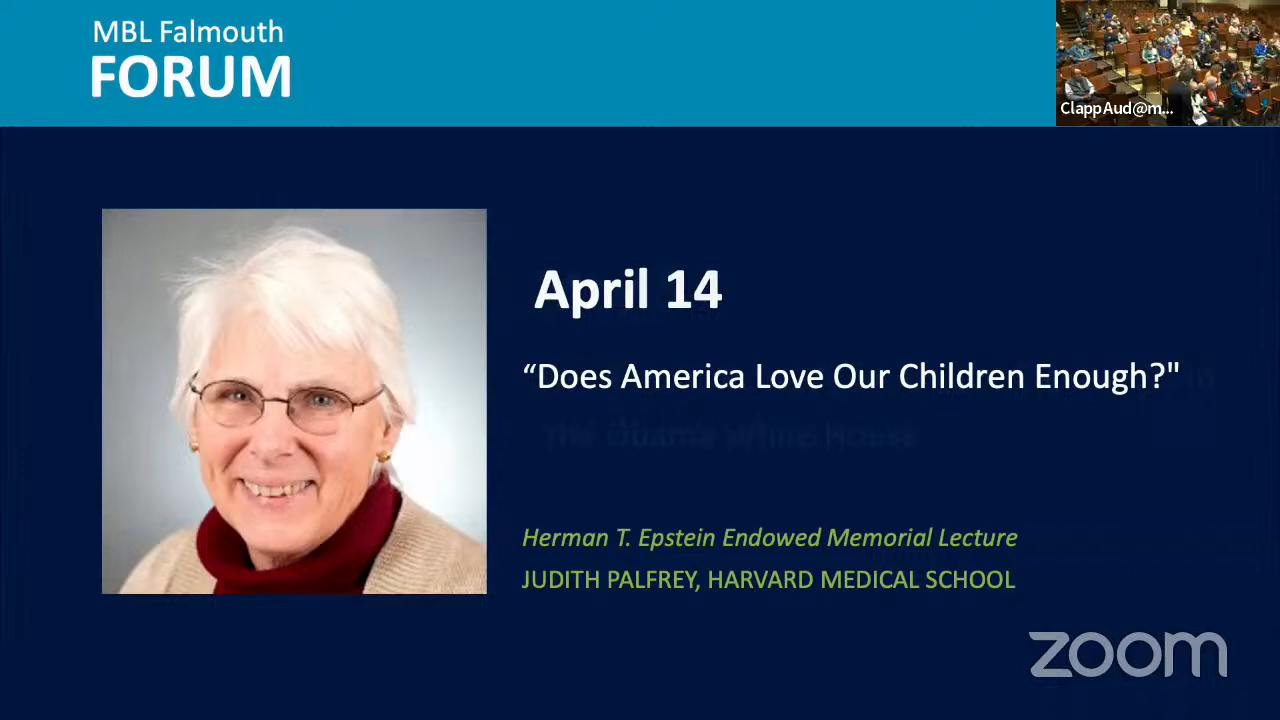 MBL Falmouth
FORUM
ClappAud@m...
April 14
“Does America Love Our Children Enough?"
Herman T. Epstein Endowed Memorial Lecture
JUDITH PALFREY, HARVARD MEDICAL SCHOOL
zoom